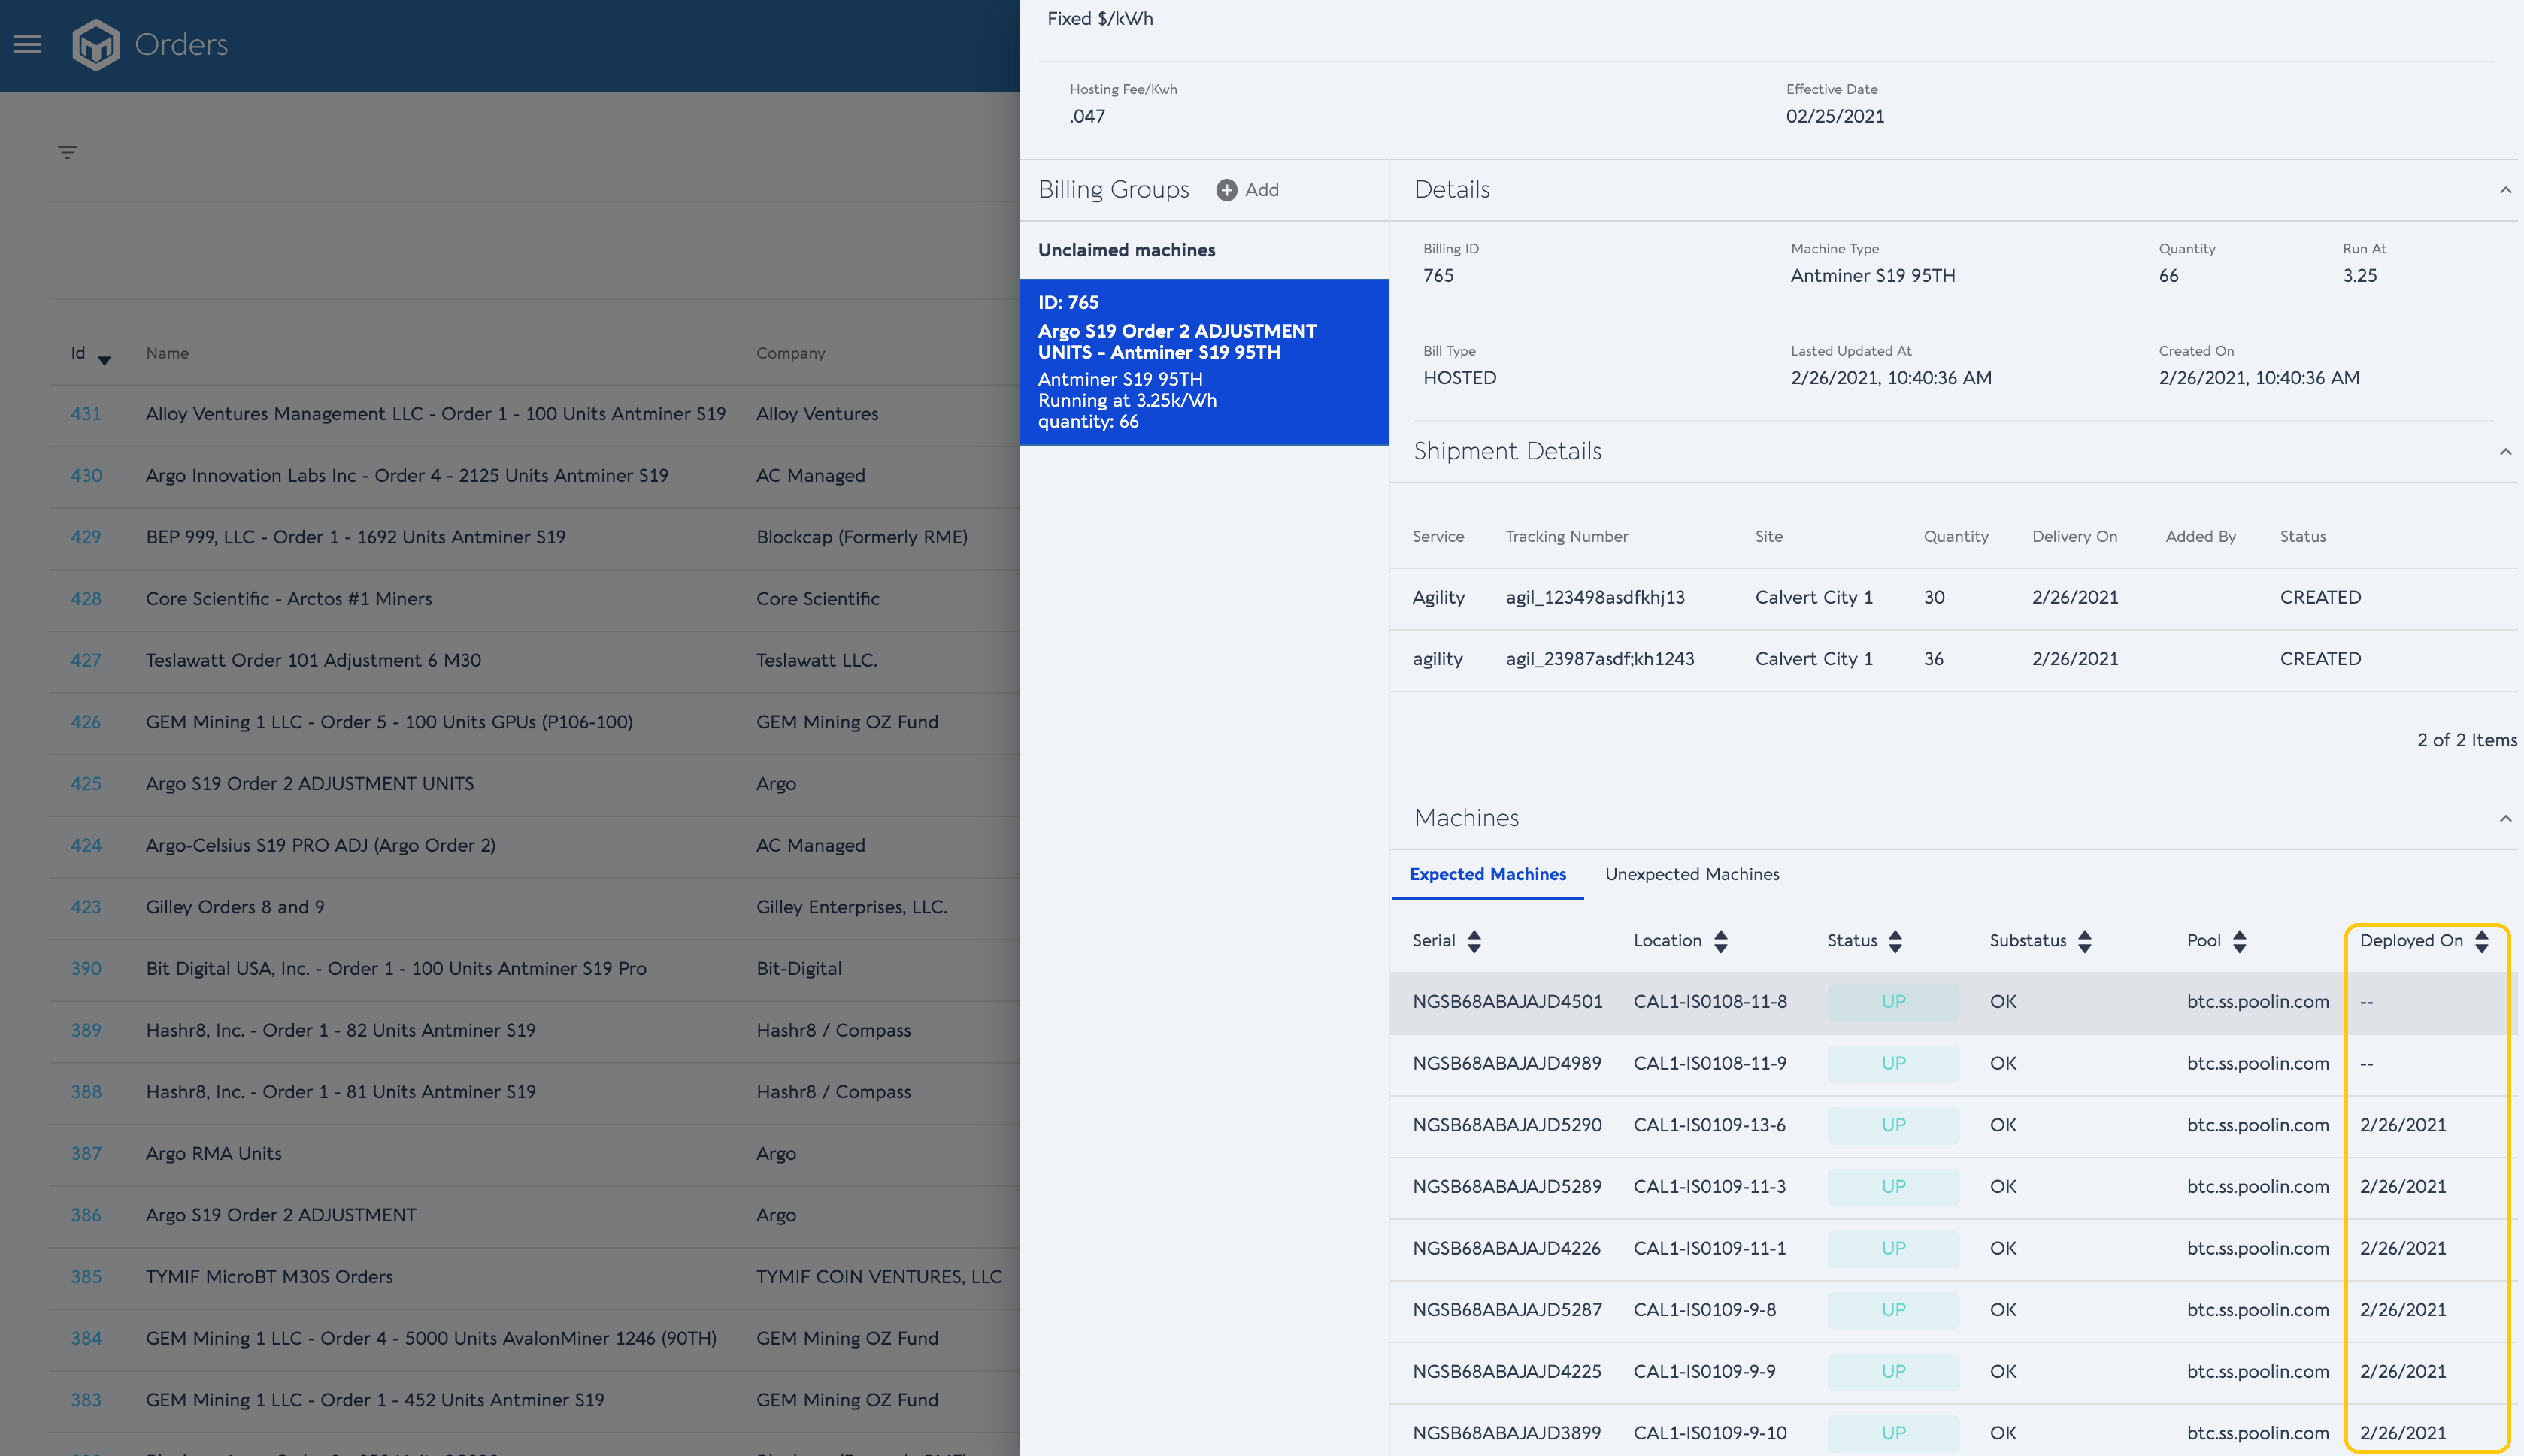 Orders
Id Name Company
431 Alloy Ventures Management LLC - Order 1 - 100 Units Antminer S19 Alloy Ventures
430 Argo Innovation Labs Inc - Order 4 - 2125 Units Antminer S19 AC Managed
429 BEP 999, LLC - Order 1 - 1692 Units Antminer S19 Blockcap (Formerly RME)
428 Core Scientific - Arctos #1 Miners Core Scientific
427 Teslawatt Order 101 Adjustment 6 M30 Teslawatt LLC.
426 GEM Mining 1 LLC - Order 5 - 100 Units GPUs (P106-100) GEM Mining OZ Fund
425 Argo S19 Order 2 ADJUSTMENT UNITS Argo
424 Argo-Celsius S19 PRO ADJ (Argo Order 2) AC Managed
423 Gilley Orders 8 and 9 Gilley Enterprises, LLC.
390 Bit Digital USA, Inc. - Order 1 - 100 Units Antminer S19 Pro Bit-Digital
389 Hashr8, Inc. - Order 1 - 82 Units Antminer S19 Hashr8 / Compass
388 Hashr8, Inc. - Order 1 - 81 Units Antminer S19 Hashr8 / Compass
387 Argo RMA Units Argo
386 Argo S19 Order 2 ADJUSTMENT Argo
385 TYMIF MicroBT M30S Orders TYMIF COIN VENTURES, LLC
384 GEM Mining 1 LLC - Order 4 - 5000 Units AvalonMiner 1246 (90TH) GEM Mining OZ Fund
383 GEM Mining 1 LLC - Order 1 - 452 Units Antminer S19 GEM Mining OZ Fund
Fixed $/kWh
Hosting Fee/Kwh Effective Date
.047 02/25/2021
Billing Groups Add
Unclaimed machines
ID: 765
Argo S19 Order 2 ADJUSTMENT
UNITS - Antminer S19 95TH
Antminer S19 95TH
Running at 3.25k/Wh
quantity: 66
Details
Billing ID Machine Type Quantity Run At
765 Antminer S19 95TH 66 3.25
Bill Type Last Updated At Created On
HOSTED 2/26/2021, 10:40:36 AM 2/26/2021, 10:40:36 AM
Shipment Details
Service Tracking Number Site Quantity Delivery On Added By Status
Agility agil_123498asdfkhj13 Calvert City 1 30 2/26/2021 CREATED
agility agil_23987asdf;kh1243 Calvert City 1 36 2/26/2021 CREATED
2 of 2 Items
Machines
Expected Machines Unexpected Machines
Serial Location Status Substatus Pool Deployed On
NGSB68ABAJAJD4501 CAL1-IS0108-11-8 UP OK btc.ss.poolin.com --
NGSB68ABAJAJD4989 CAL1-IS0108-11-9 UP OK btc.ss.poolin.com --
NGSB68ABAJAJD5290 CAL1-IS0109-13-6 UP OK btc.ss.poolin.com 2/26/2021
NGSB68ABAJAJD5289 CAL1-IS0109-11-3 UP OK btc.ss.poolin.com 2/26/2021
NGSB68ABAJAJD4226 CAL1-IS0109-11-1 UP OK btc.ss.poolin.com 2/26/2021
NGSB68ABAJAJD5287 CAL1-IS0109-9-8 UP OK btc.ss.poolin.com 2/26/2021
NGSB68ABAJAJD4225 CAL1-IS0109-9-9 UP OK btc.ss.poolin.com 2/26/2021
NGSB68ABAJAJD3899 CAL1-IS0109-9-10 UP OK btc.ss.poolin.com 2/26/2021